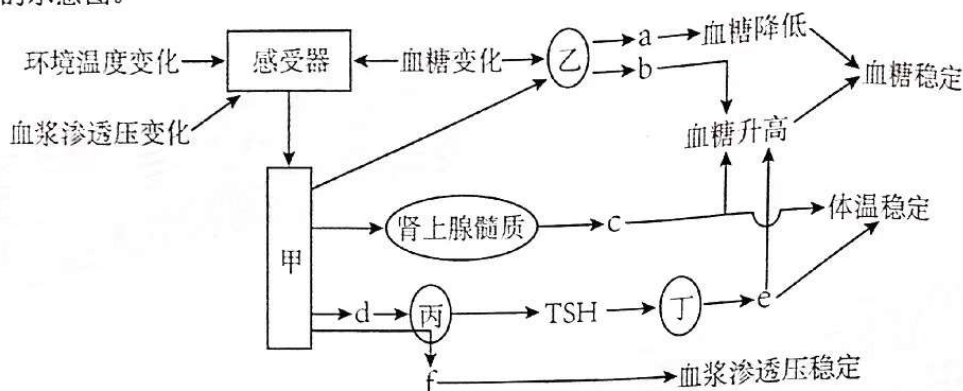 的示意图。
环境温度变化
感受器
血糖变化
乙
a
血糖降低
b
血糖稳定
血浆渗透压变化
血糖升高
甲
肾上腺髓质
c
体温稳定
d
丙
TSH
丁
e
f
血浆渗透压稳定